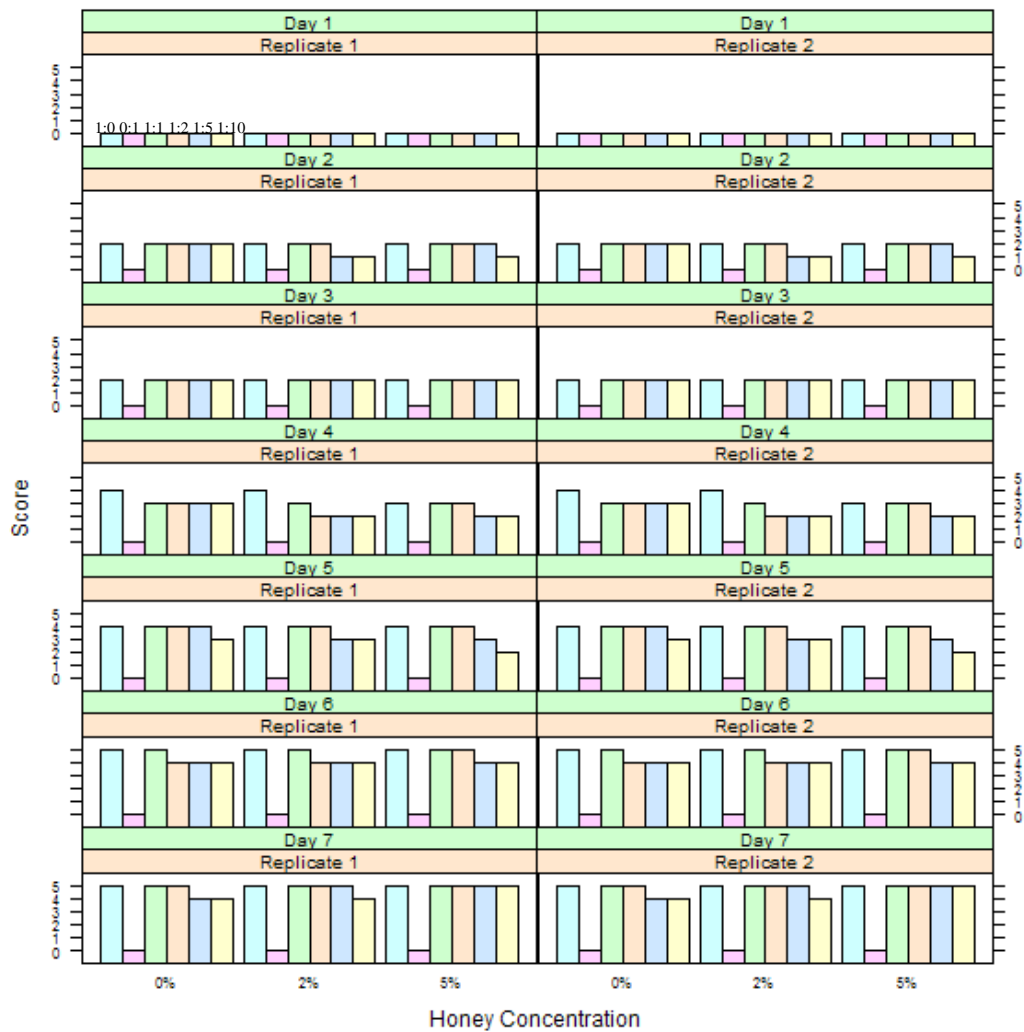 Day 1 Day 1
Replicate 1 Replicate 2
5
4
3
2
1
0
1:0 0:1 1:1 1:2 1:5 1:10
Day 2 Day 2
Replicate 1 Replicate 2
5
4
3
2
1
0
Day 3 Day 3
Replicate 1 Replicate 2
5
4
3
2
1
0
Day 4 Day 4
Replicate 1 Replicate 2
5
4
3
2
1
0
Score
Day 5 Day 5
Replicate 1 Replicate 2
5
4
3
2
1
0
Day 6 Day 6
Replicate 1 Replicate 2
5
4
3
2
1
0
Day 7 Day 7
Replicate 1 Replicate 2
5
4
3
2
1
0
0% 2% 5% 0% 2% 5%
Honey Concentration